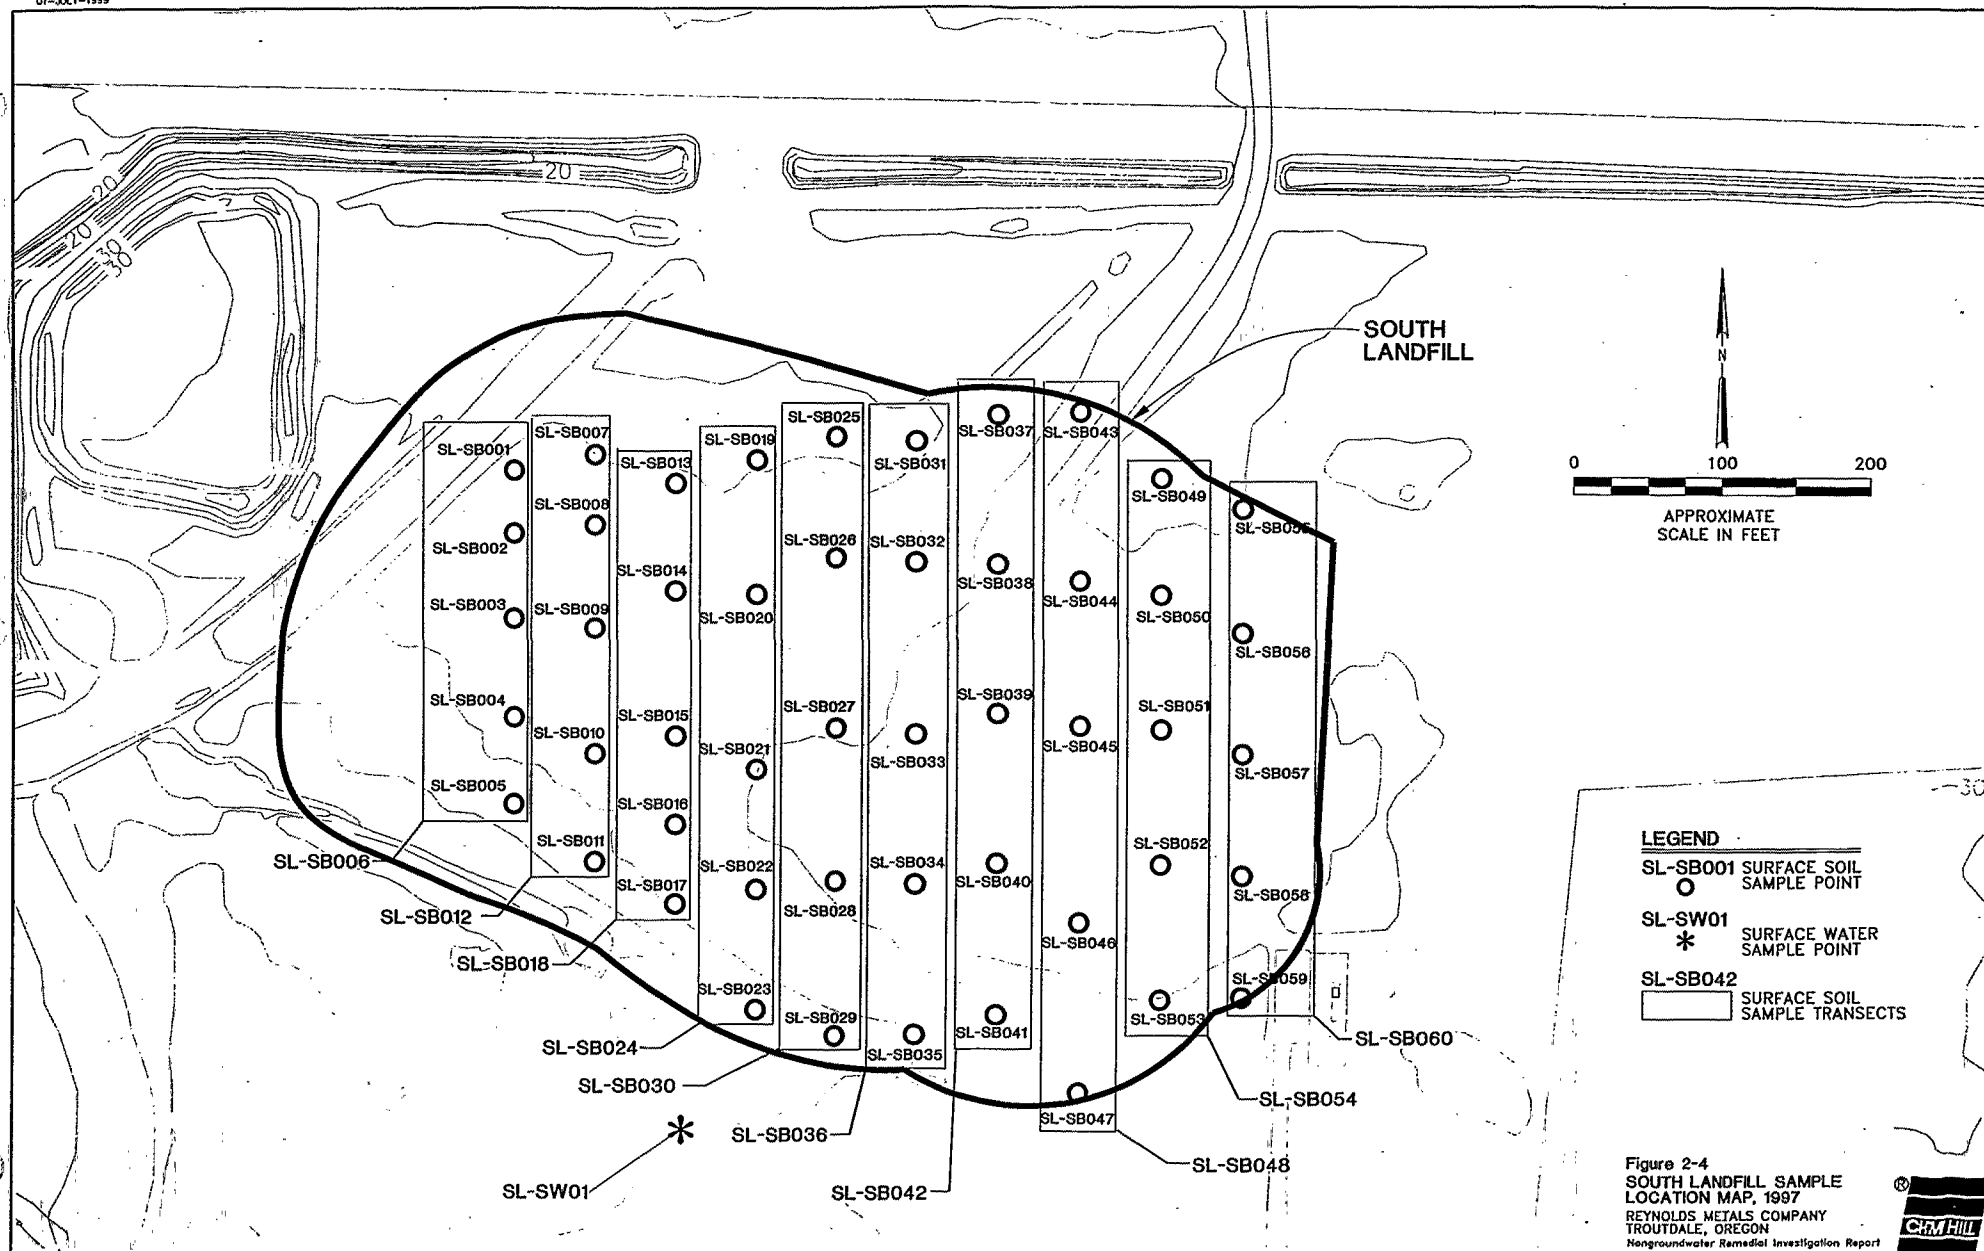 20
20
20
30
30
SOUTH
LANDFILL
N
0 100 200
APPROXIMATE
SCALE IN FEET
SL-SB001
SL-SB002
SL-SB003
SL-SB004
SL-SB005
SL-SB006
SL-SB007
SL-SB008
SL-SB009
SL-SB010
SL-SB011
SL-SB012
SL-SB013
SL-SB014
SL-SB015
SL-SB016
SL-SB017
SL-SB018
SL-SB019
SL-SB020
SL-SB021
SL-SB022
SL-SB023
SL-SB024
SL-SB025
SL-SB026
SL-SB027
SL-SB028
SL-SB029
SL-SB030
SL-SB031
SL-SB032
SL-SB033
SL-SB034
SL-SB035
SL-SB036
SL-SB037
SL-SB038
SL-SB039
SL-SB040
SL-SB041
SL-SB042
SL-SB043
SL-SB044
SL-SB045
SL-SB046
SL-SB047
SL-SB048
SL-SB049
SL-SB050
SL-SB051
SL-SB052
SL-SB053
SL-SB054
SL-SB055
SL-SB056
SL-SB057
SL-SB058
SL-SB059
SL-SB060
SL-SW01
30
LEGEND
SL-SB001 SURFACE SOIL
SAMPLE POINT
SL-SW01
SURFACE WATER
SAMPLE POINT
SL-SB042
SURFACE SOIL
SAMPLE TRANSECTS
Figure 2-4
SOUTH LANDFILL SAMPLE
LOCATION MAP, 1997
REYNOLDS METALS COMPANY
TROUTDALE, OREGON
Nongroundwater Remedial Investigation Report
®
CH2M HILL